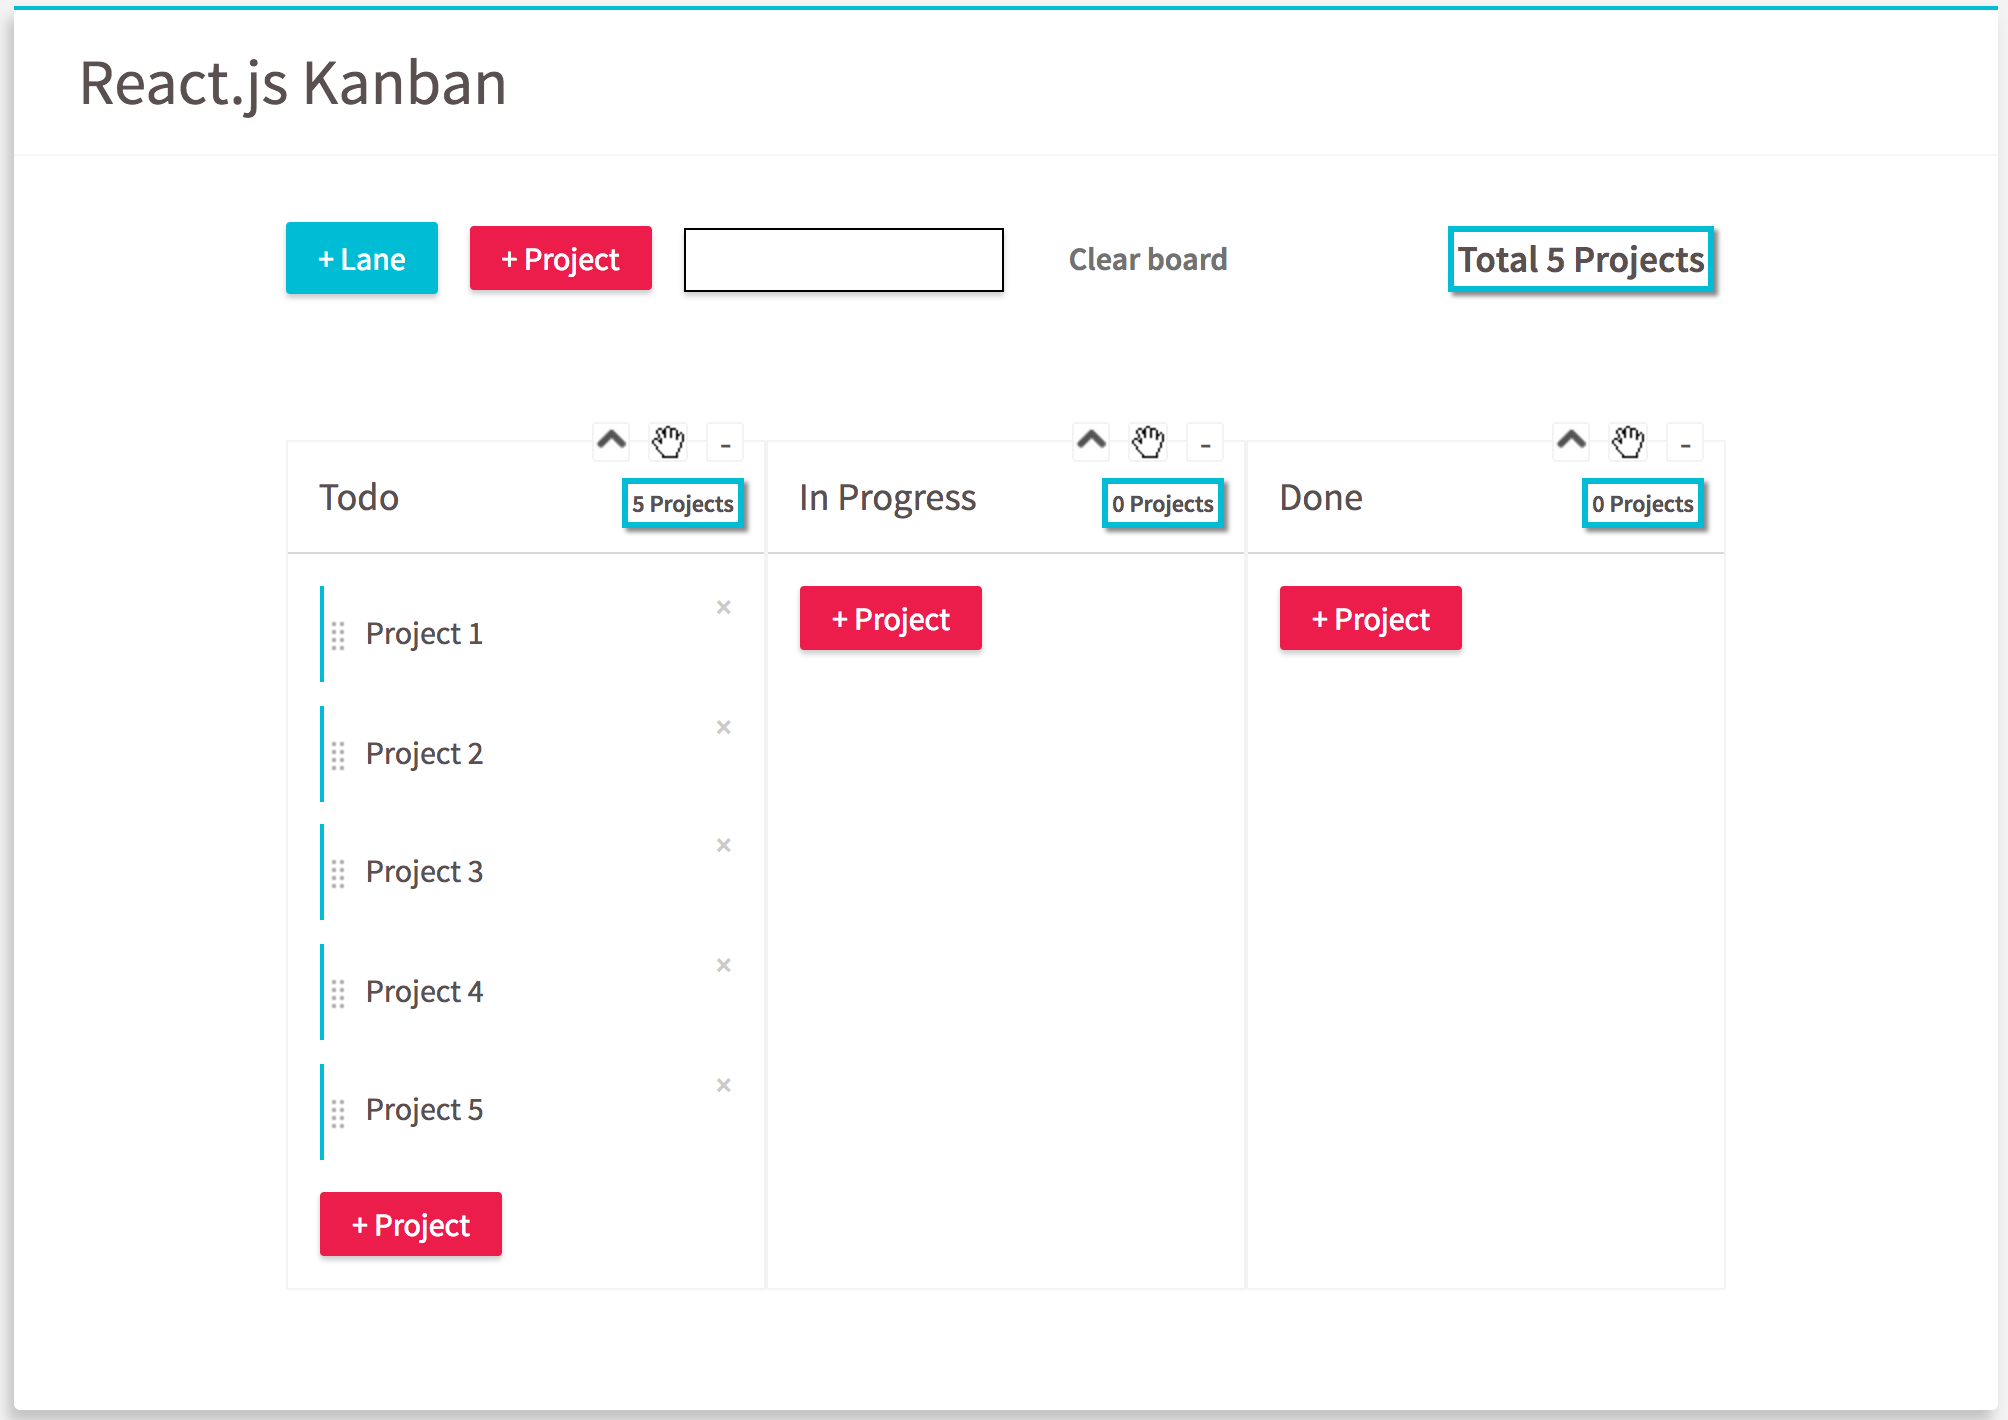 React.js Kanban
+ Lane
+ Project
Clear board
Total 5 Projects
-
-
-
Todo
5 Projects
In Progress
0 Projects
Done
0 Projects
Project 1
×
+ Project
+ Project
Project 2
×
Project 3
×
Project 4
×
Project 5
×
+ Project